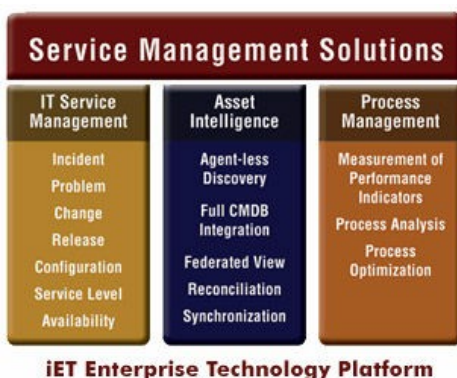 Service Management Solutions
IT Service
Management
Incident
Problem
Change
Release
Configuration
Service Level
Availability
Asset
Intelligence
Agent-less
Discovery
Full CMDB
Integration
Federated View
Reconciliation
Synchronization
Process
Management
Measurement of
Performance
Indicators
Process Analysis
Process
Optimization
iET Enterprise Technology Platform